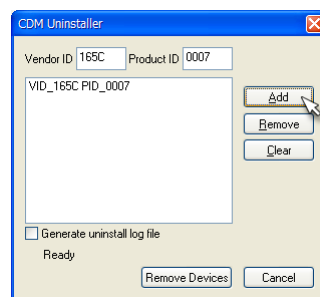 CDM Uninstaller
Vendor ID 165C Product ID 0007
VID_165C PID_0007
Add
Remove
Clear
Generate uninstall log file
Ready
Remove Devices Cancel